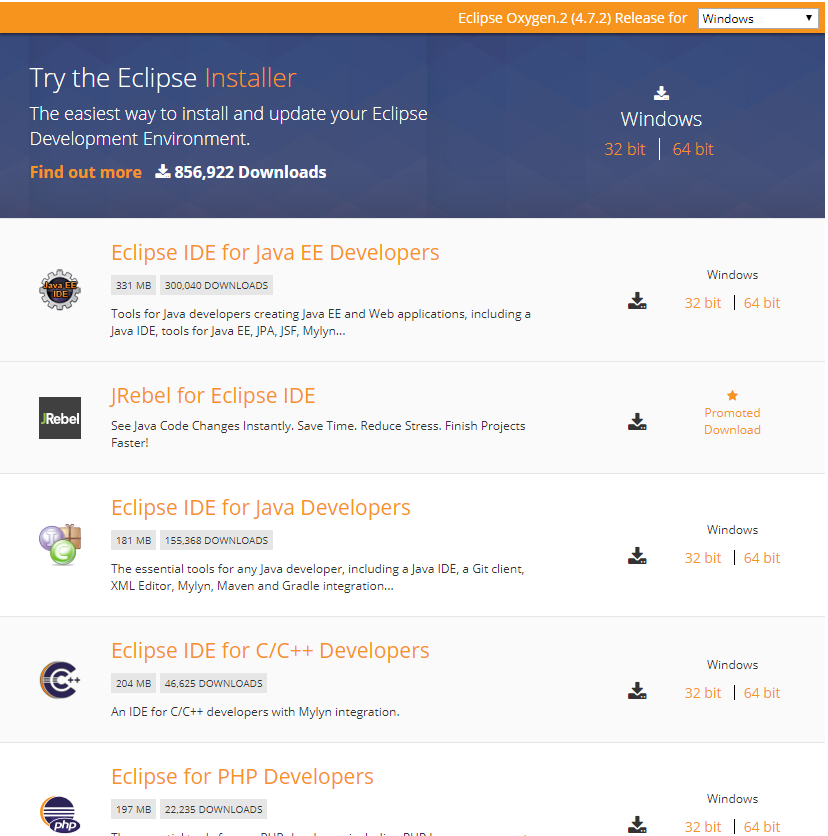 Eclipse Oxygen.2 (4.7.2) Release for Windows
Try the Eclipse Installer
The easiest way to install and update your Eclipse
Development Environment.
Find out more 856,922 Downloads
Windows
32 bit | 64 bit
Java EE
IDE
Eclipse IDE for Java EE Developers
331 MB 300,040 DOWNLOADS
Tools for Java developers creating Java EE and Web applications, including a
Java IDE, tools for Java EE, JPA, JSF, Mylyn...
Windows
32 bit | 64 bit
JRebel
JRebel for Eclipse IDE
See Java Code Changes Instantly. Save Time. Reduce Stress. Finish Projects
Faster!
Promoted
Download
J
C
Eclipse IDE for Java Developers
181 MB 155,368 DOWNLOADS
The essential tools for any Java developer, including a Java IDE, a Git client,
XML Editor, Mylyn, Maven and Gradle integration...
Windows
32 bit | 64 bit
C++
Eclipse IDE for C/C++ Developers
204 MB 46,625 DOWNLOADS
An IDE for C/C++ developers with Mylyn integration.
Windows
32 bit | 64 bit
php
Eclipse for PHP Developers
197 MB 22,235 DOWNLOADS
Windows
32 bit | 64 bit